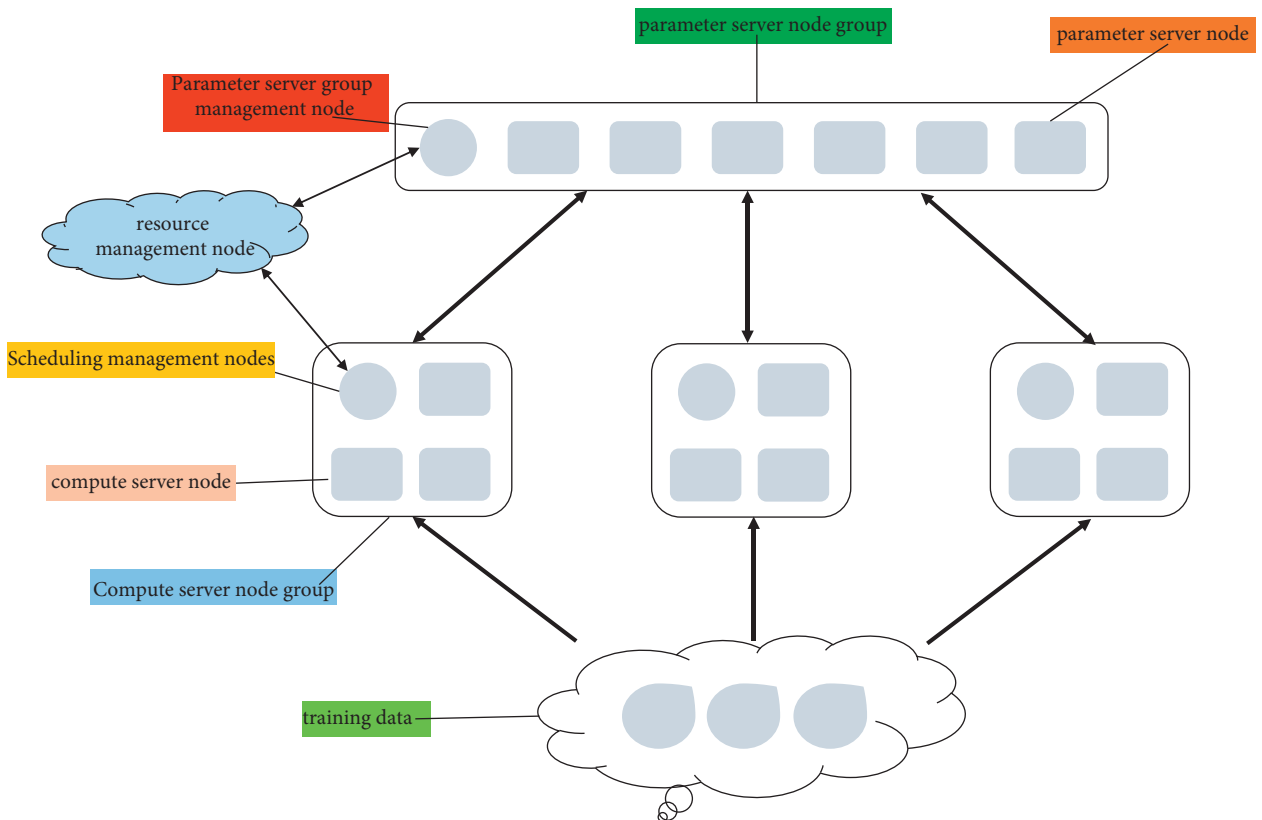 parameter server node group
parameter server node
Parameter server group
management node
resource
management node
Scheduling management nodes
compute server node
Compute server node group
training data